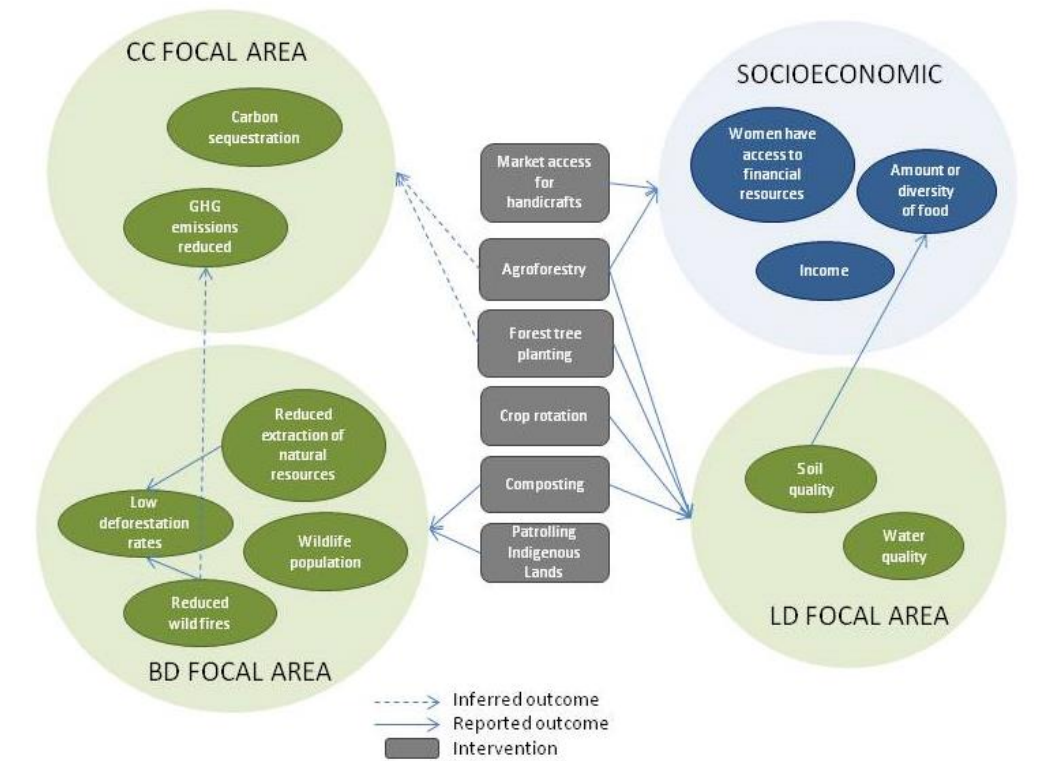 CC FOCAL AREA
Carbon
sequestration
GHG
emissions
reduced
Market access
for
handicrafts
Agroforestry
Forest tree
planting
Crop rotation
Composting
Patrolling
Indigenous
Lands
SOCIOECONOMIC
Women have
access to
financial
resources
Amount or
diversity
of food
Income
Reduced
extraction of
natural
resources
Low
deforestation
rates
Wildlife
population
Reduced
wild fires
BD FOCAL AREA
Soil
quality
Water
quality
LD FOCAL AREA
Inferred outcome
Reported outcome
Intervention